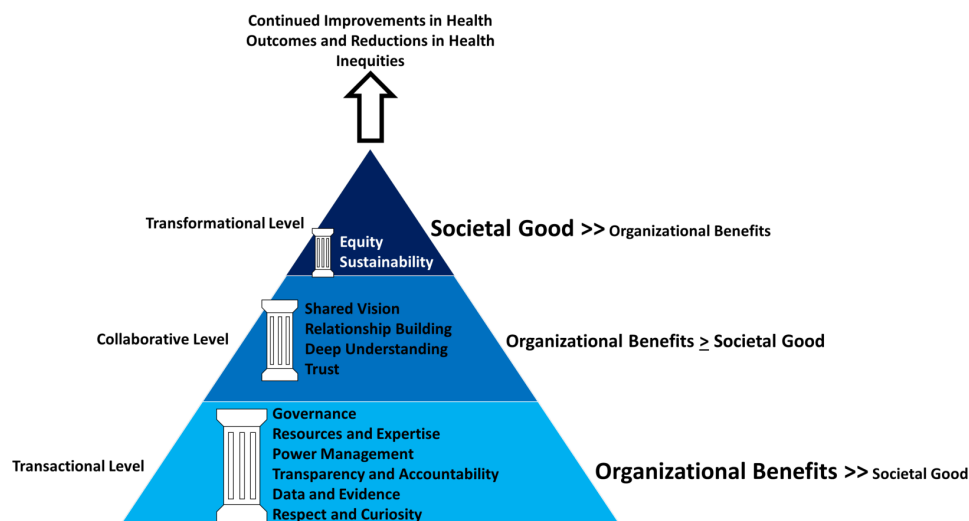 Continued Improvements in Health
Outcomes and Reductions in Health
Inequities
Transformational Level
Equity
Sustainability
Societal Good >> Organizational Benefits
Collaborative Level
Shared Vision
Relationship Building
Deep Understanding
Trust
Organizational Benefits ≥ Societal Good
Transactional Level
Governance
Resources and Expertise
Power Management
Transparency and Accountability
Data and Evidence
Respect and Curiosity
Organizational Benefits >> Societal Good